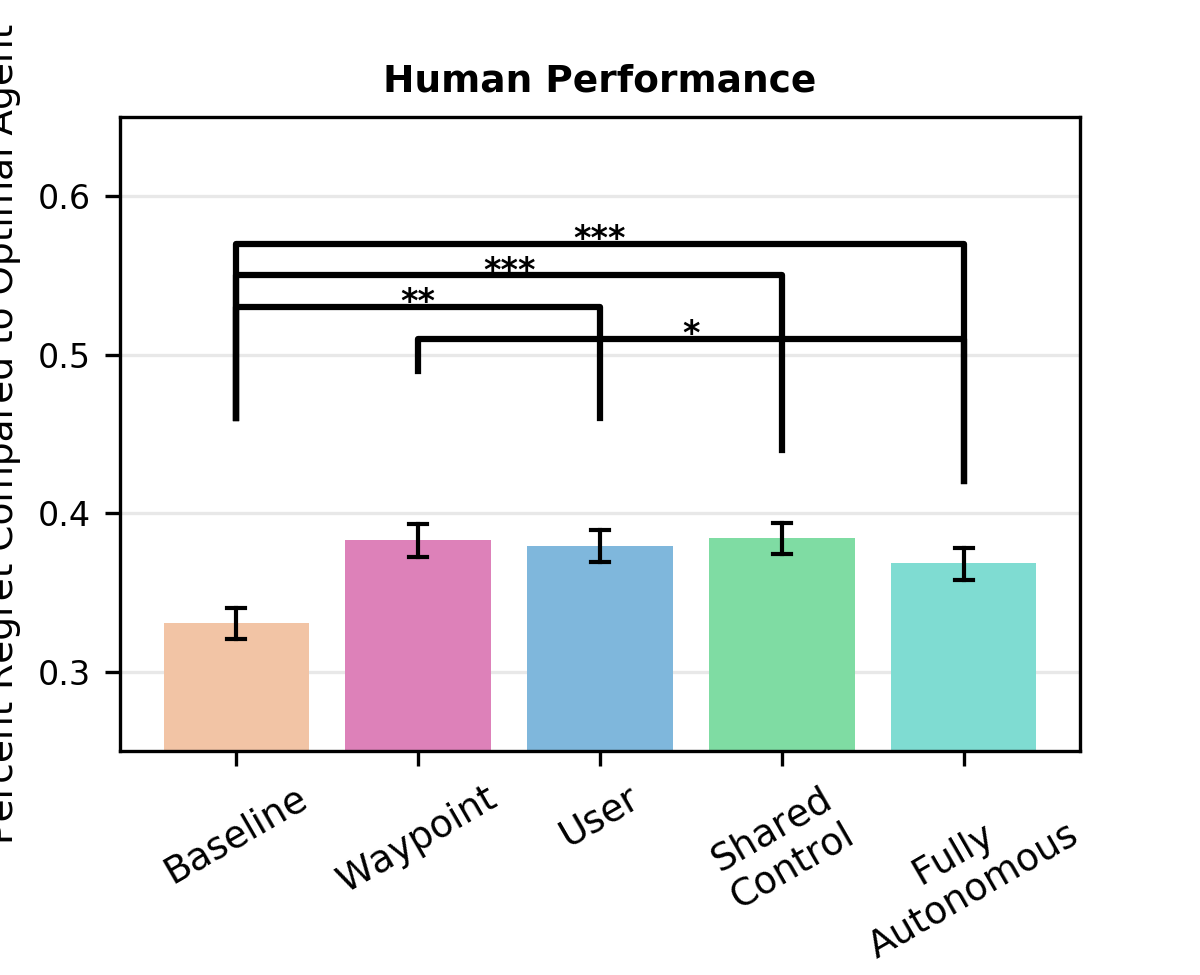 Human Performance
Percent Regret Compared to Optimal Agent
0.6
0.5
0.4
0.3
***
***
**
*
Baseline
Waypoint
User
Shared
Control
Fully
Autonomous